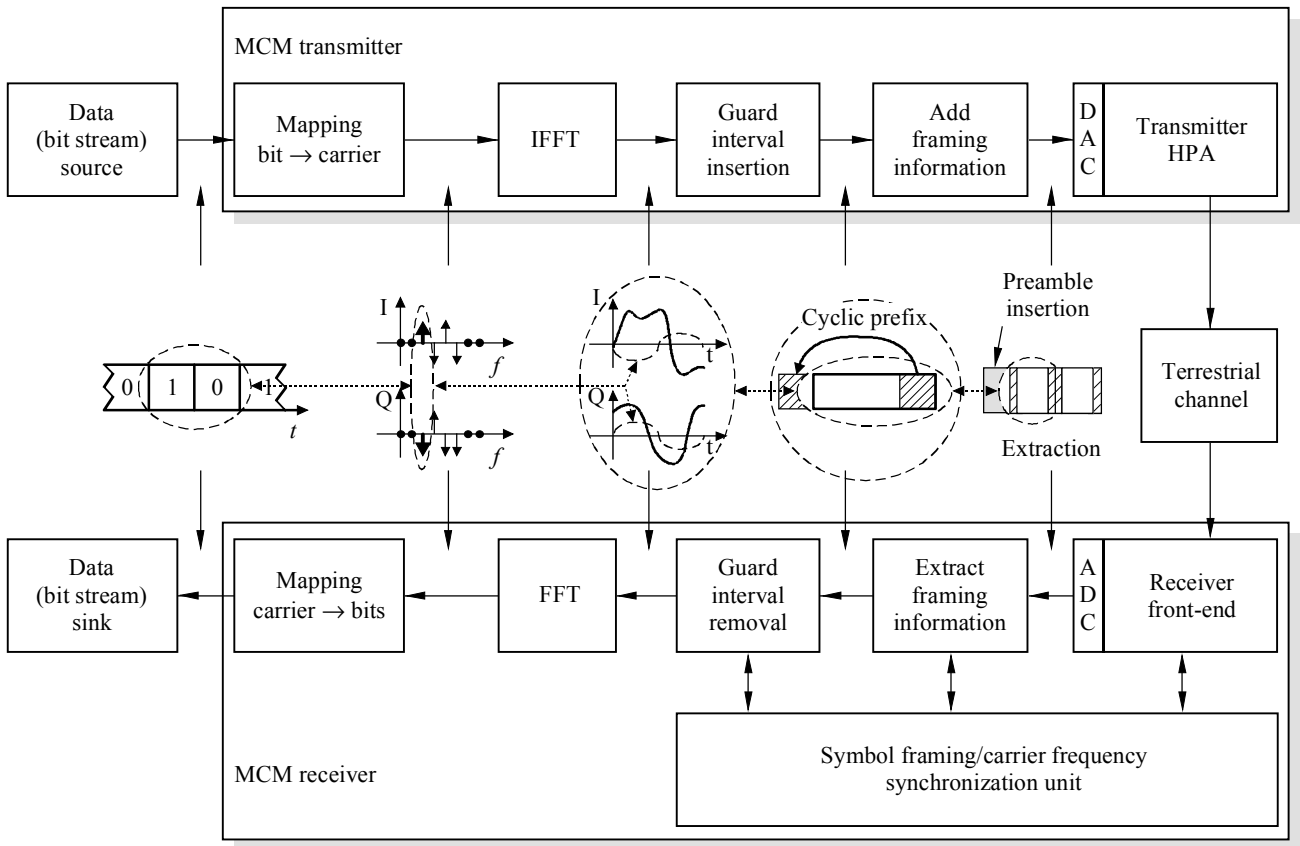 MCM transmitter
Data
(bit stream)
source
Mapping
bit → carrier
IFFT
Guard
interval
insertion
Add
framing
information
D
A
C
Transmitter
HPA
0
1
0
1
t
I
f
Q
f
I
t
Q
t
Cyclic prefix
Preamble
insertion
Extraction
Terrestrial
channel
Data
(bit stream)
sink
Mapping
carrier → bits
FFT
Guard
interval
removal
Extract
framing
information
A
D
C
Receiver
front-end
MCM receiver
Symbol framing/carrier frequency
synchronization unit